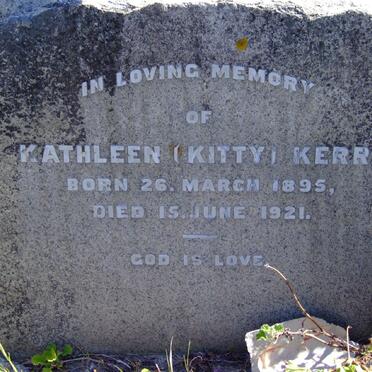 IN LOVING MEMORY
OF
KATHLEEN (KITTY) KERR
BORN 26. MARCH 1895,
DIED 15. JUNE 1921.
GOD IS LOVE.